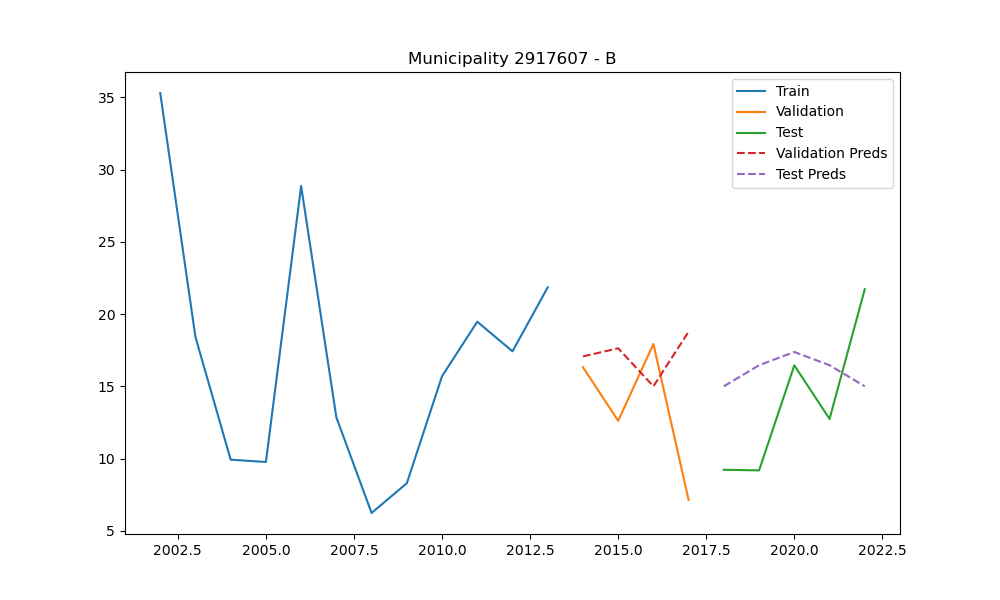 Municipality 2917607 - B
35
30
25
20
15
10
5
Train
Validation
Test
Validation Preds
Test Preds
2002.5 2005.0 2007.5 2010.0 2012.5 2015.0 2017.5 2020.0 2022.5